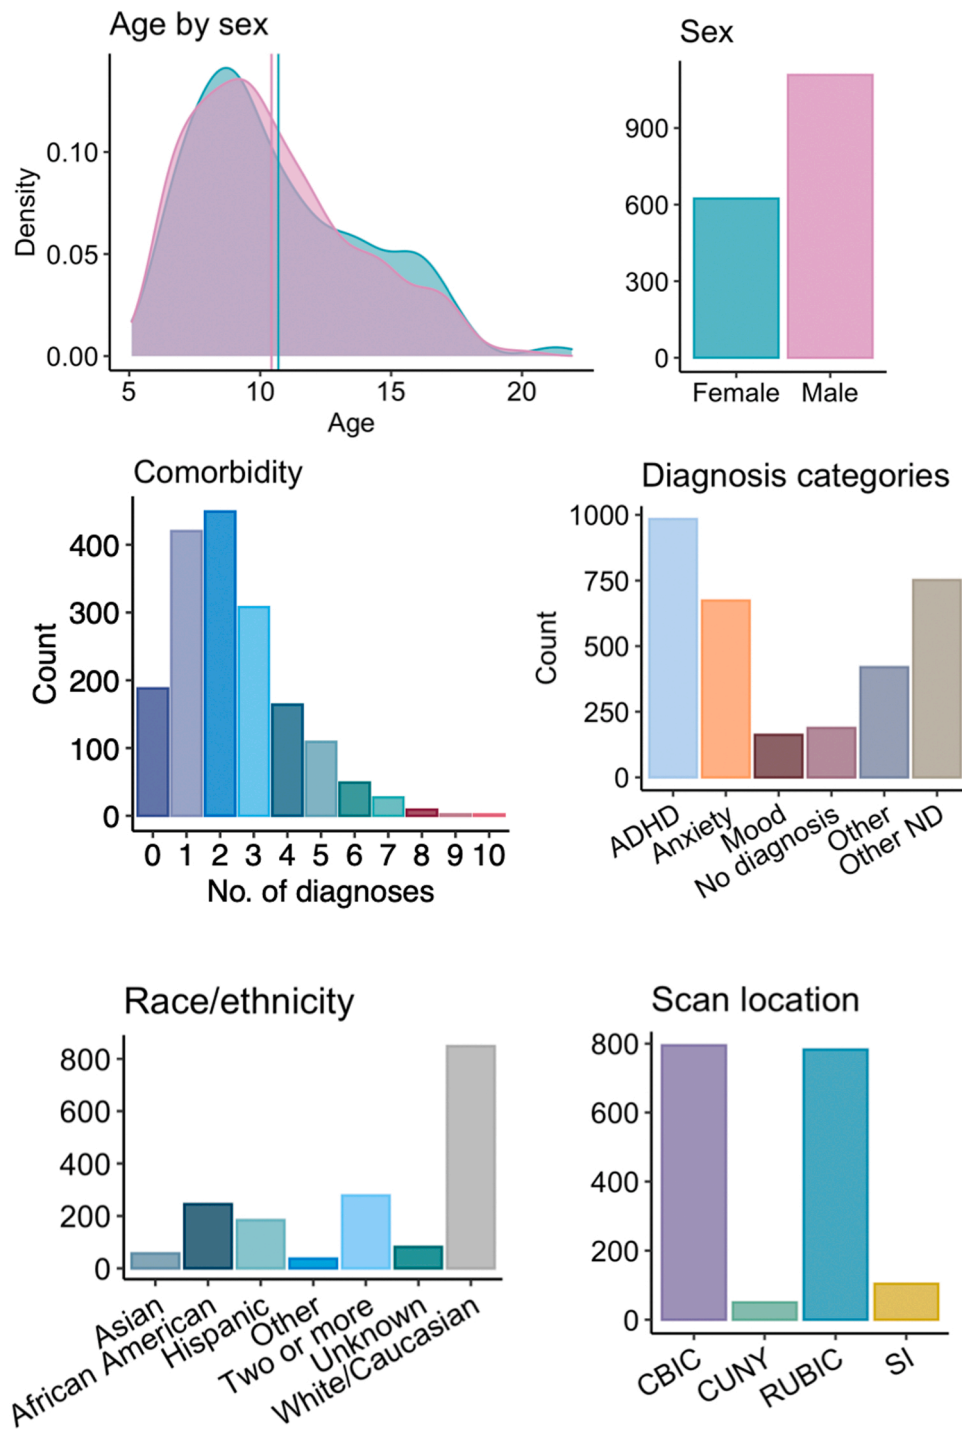 Age by sex
Density
0.10
0.05
0.00
5 10 15 20
Age
Sex
900
600
300
0
Female Male
Comorbidity
Count
400
300
200
100
0
0 1 2 3 4 5 6 7 8 9 10
No. of diagnoses
Diagnosis categories
Count
1000
750
500
250
0
ADHD
Anxiety
Mood
No diagnosis
Other
Other ND
Race/ethnicity
800
600
400
200
0
Asian
African American
Hispanic
Other
Two or more
Unknown
White/Caucasian
Scan location
800
600
400
200
0
CBIC
CUNY
RUBIC
SI